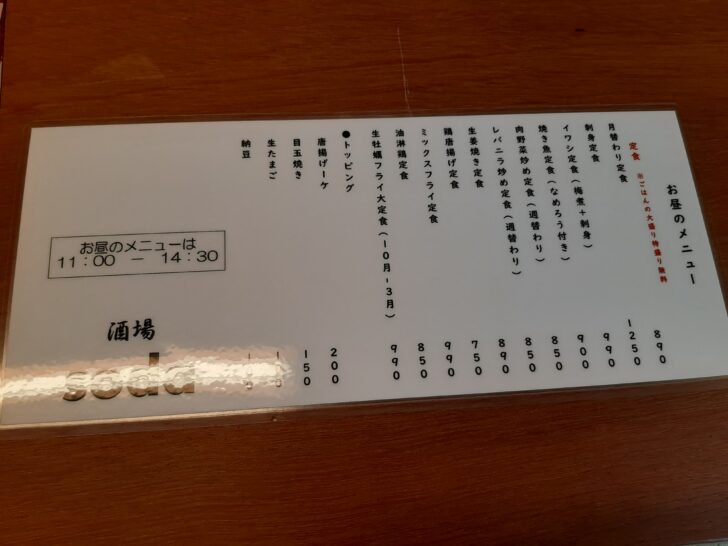 お昼のメニュー
定食 ※ごはんの大盛り特盛り無料
月替わり定食 890
刺身定食 1250
イワシ定食(梅煮+刺身) 990
焼き魚定食(なめろう付き) 900
肉野菜炒め定食(週替わり) 850
レバニラ炒め定食(週替わり) 890
生姜焼き定食 850
鶏唐揚げ定食 750
ミックスフライ定食 990
油淋鶏定食 850
生牡蠣フライ大定食(10月-3月) 990
●トッピング
唐揚げ一ケ 200
目玉焼き 150
生たまご
納豆
お昼のメニューは
11:00 － 14:30
酒場
soda